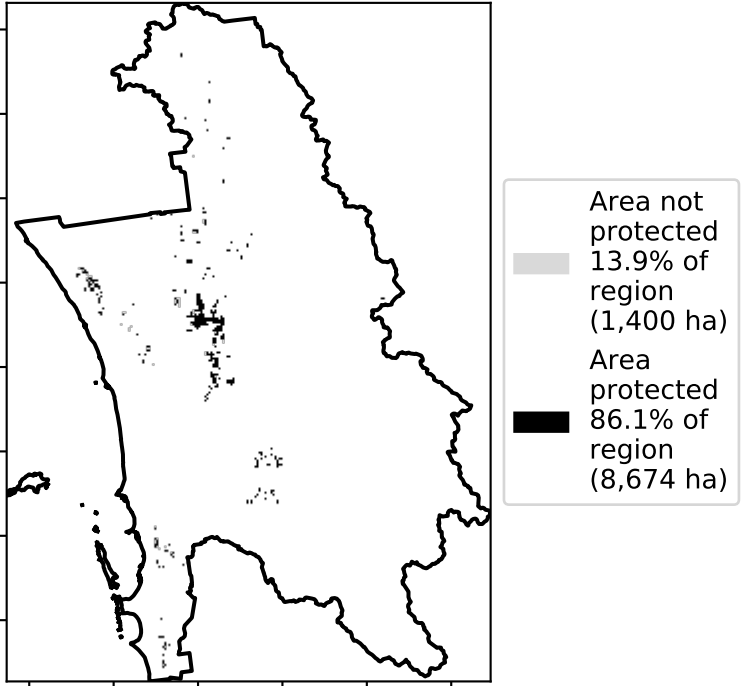 Area not
protected
13.9% of
region
(1,400 ha)
Area
protected
86.1% of
region
(8,674 ha)